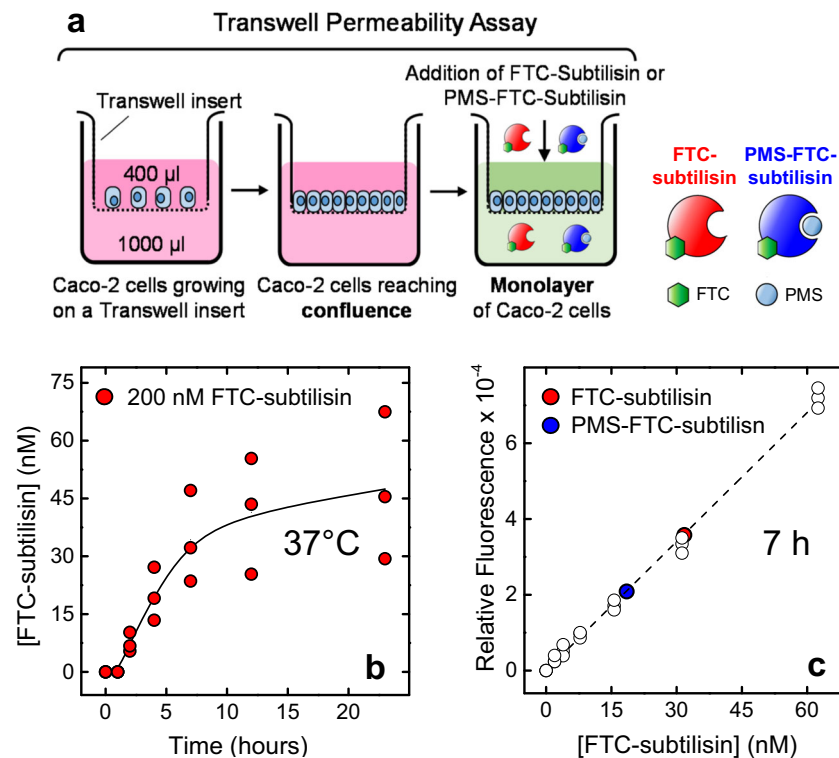 a
Transwell Permeability Assay
Transwell insert
400 µl
1000 µl
Caco-2 cells growing
on a Transwell insert
Caco-2 cells reaching
confluence
Addition of FTC-Subtilisin or
PMS-FTC-Subtilisin
Monolayer
of Caco-2 cells
FTC-
subtilisin
PMS-FTC-
subtilisin
FTC
PMS
[FTC-subtilisin] (nM)
75
60
45
30
15
0
200 nM FTC-subtilisin
37°C
b
0
5
10
15
20
Time (hours)
Relative Fluorescence x 10⁻⁴
6
4
2
0
FTC-subtilisin
PMS-FTC-subtilisn
7 h
c
0
15
30
45
60
[FTC-subtilisin] (nM)